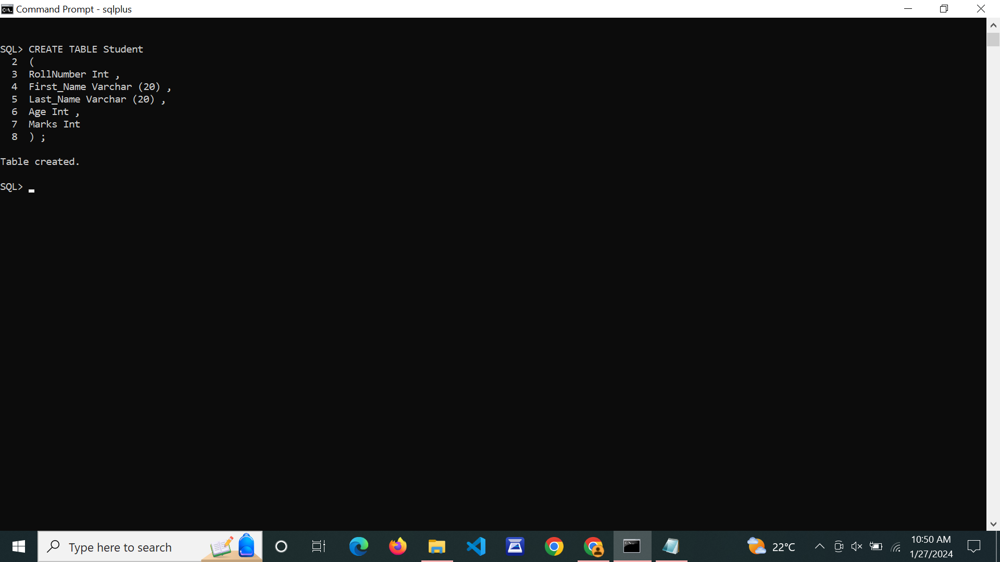 Command Prompt - sqlplus
SQL> CREATE TABLE Student
  2  (
  3  RollNumber Int ,
  4  First_Name Varchar (20) ,
  5  Last_Name Varchar (20) ,
  6  Age Int ,
  7  Marks Int
  8  ) ;
Table created.
SQL>
Type here to search
22°C
10:50 AM
1/27/2024